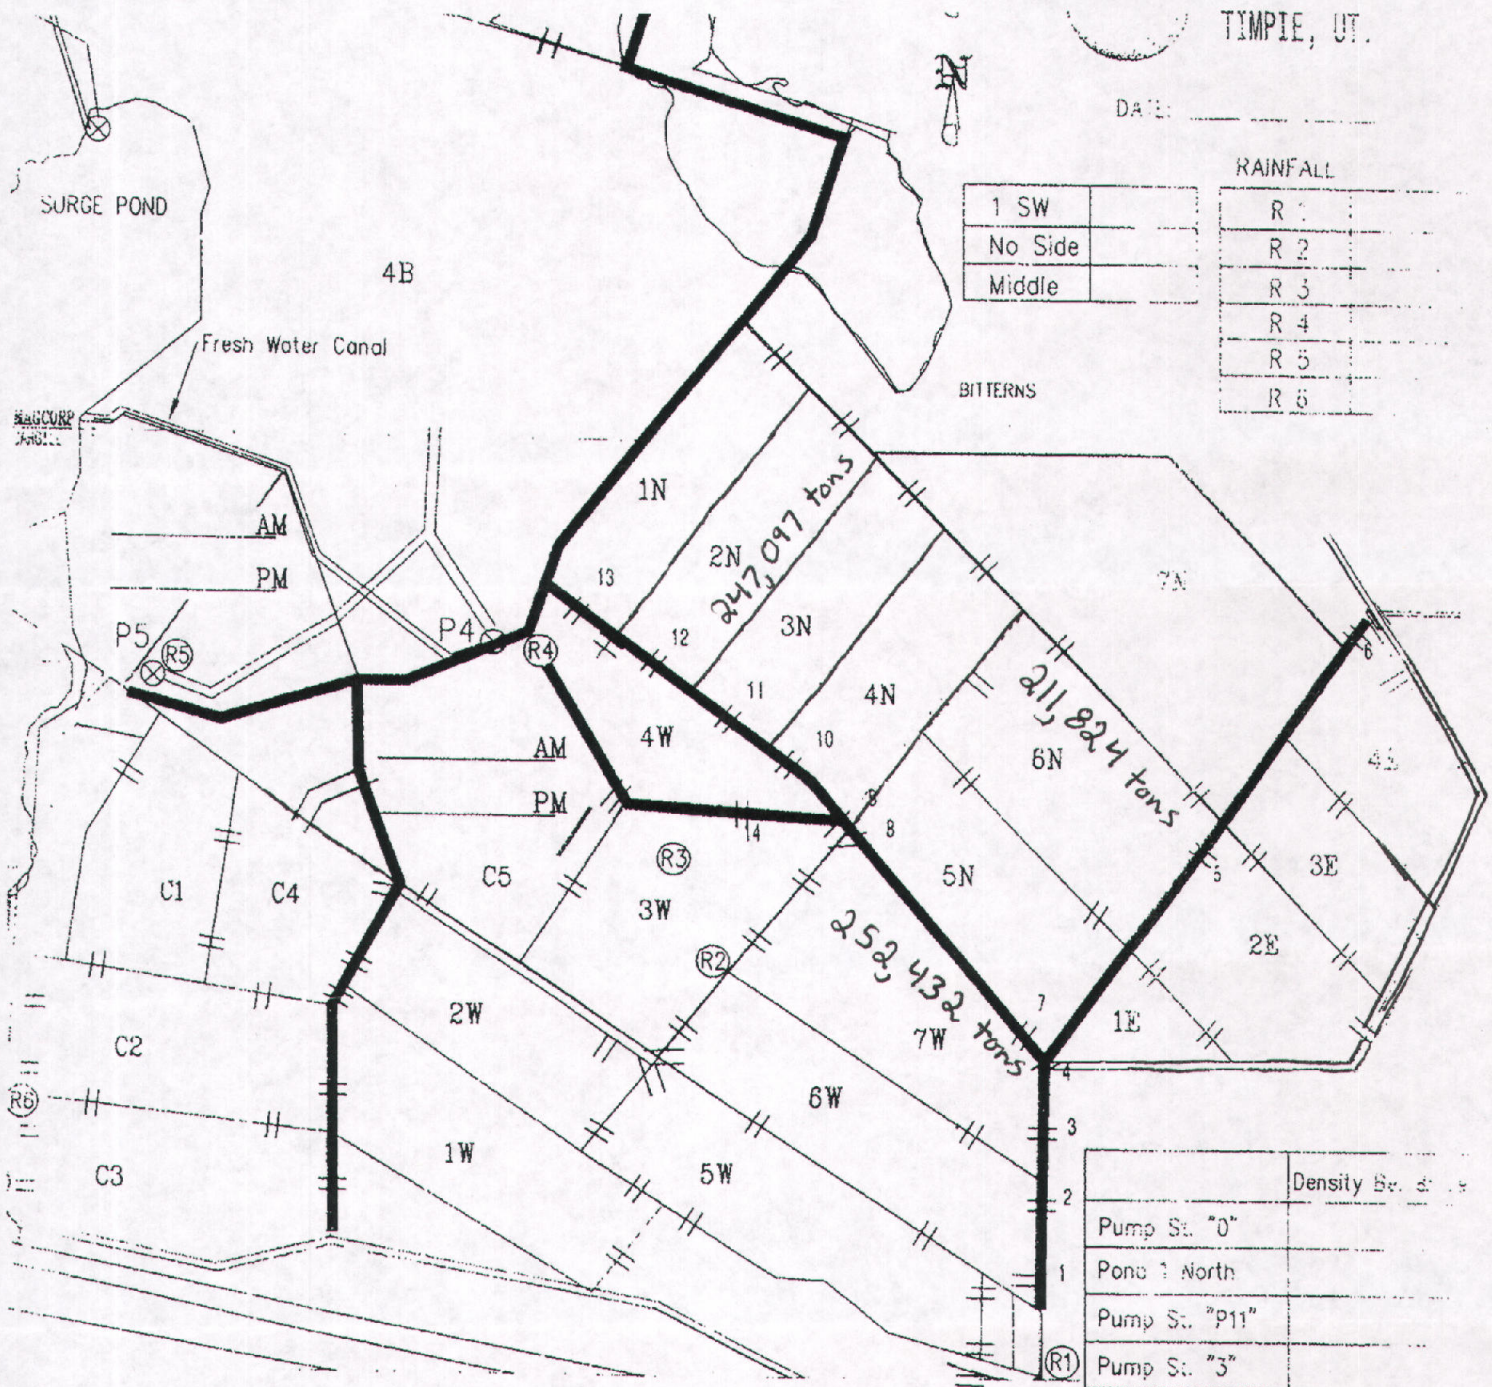 TIMPIE, UT.
DATE:
SURGE POND
4B
Fresh Water Canal
MAGCORP
RAINFALL
1 SW
No Side
Middle
R
R 2
R 3
R 4
R 5
R 6
BITTERNS
N
AM
PM
P5
R5
P4
R4
13
12
11
10
1N
2N
247,097 tons
3N
4N
7N
6
211,824 tons
6N
4E
4W
AM
PM
8
14
5N
5
3E
C1
C4
C5
R3
3W
R2
252,432 tons
2E
2W
7W
7
1E
C2
4
R6
6W
3
C3
1W
5W
2
1
R1
Density
Pump St. "0"
Pond 1 North
Pump St. "P11"
Pump St. "3"